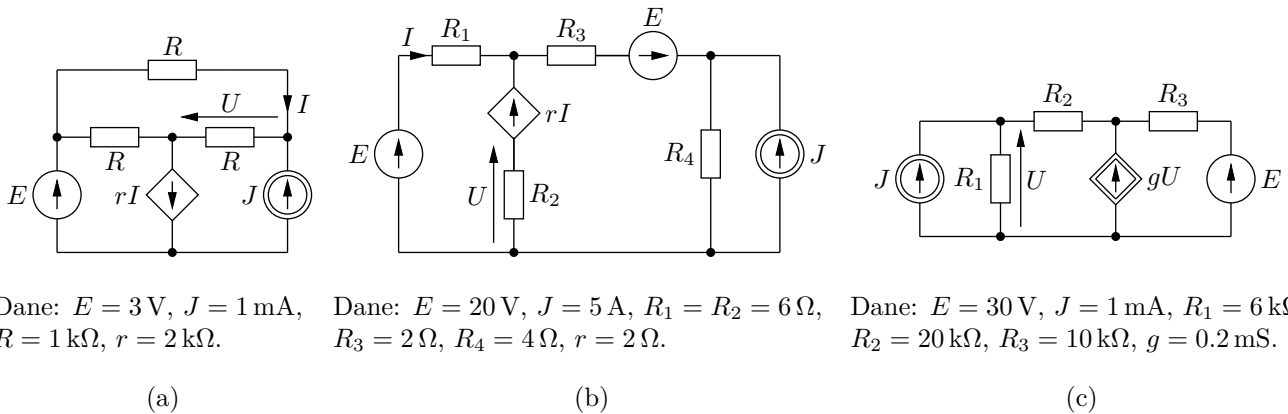 R
I
U
R
R
E
rI
J
Dane: E = 3 V, J = 1 mA,
R = 1 kΩ, r = 2 kΩ.
(a)
I
R1
R3
E
rI
E
U
R2
R4
J
Dane: E = 20 V, J = 5 A, R1 = R2 = 6 Ω,
R3 = 2 Ω, R4 = 4 Ω, r = 2 Ω.
(b)
R2
R3
J
R1
U
gU
E
Dane: E = 30 V, J = 1 mA, R1 = 6 kΩ
R2 = 20 kΩ, R3 = 10 kΩ, g = 0.2 mS.
(c)